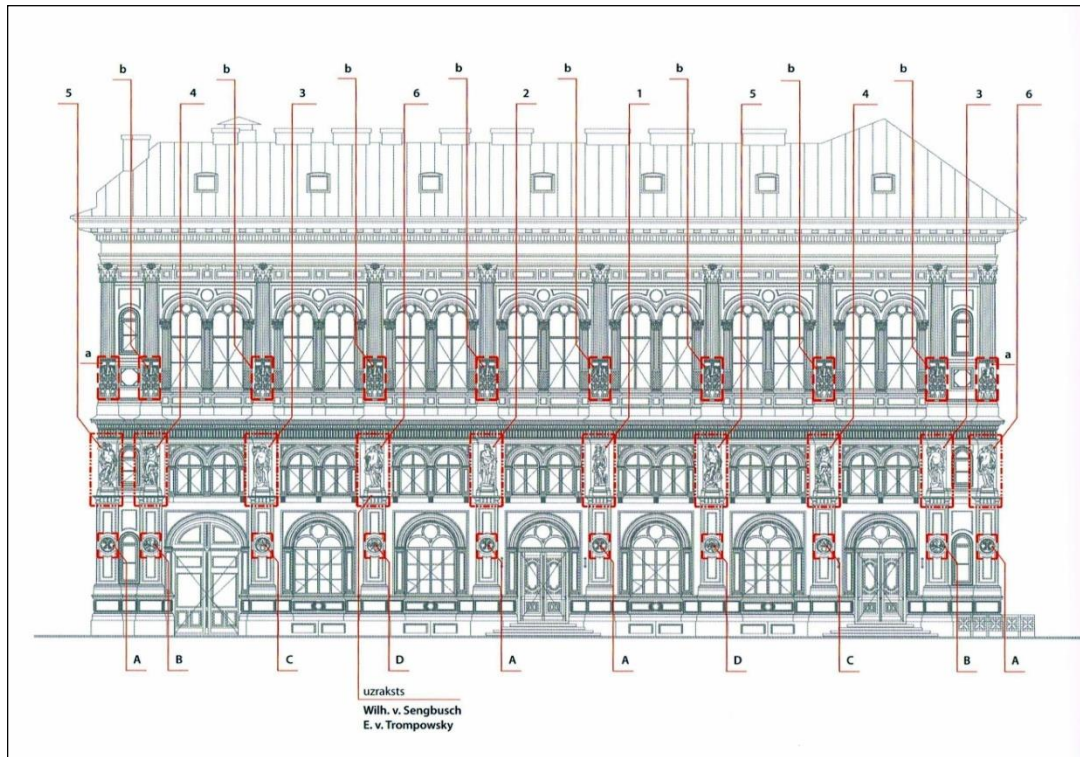 b b b b b b b b
5 4 3 6 2 1 5 4 3 6
a a
A B C D A A D C B A
uzraksts
Wilh. v. Sengbusch
E. v. Trompowsky